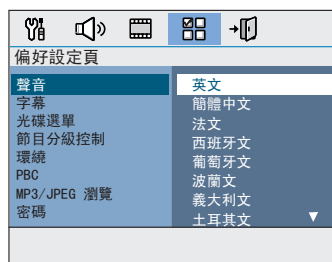 偏好設定頁
聲音
字幕
光碟選單
節目分級控制
環繞
PBC
MP3/JPEG 瀏覽
密碼
英文
簡體中文
法文
西班牙文
葡萄牙文
波蘭文
義大利文
土耳其文